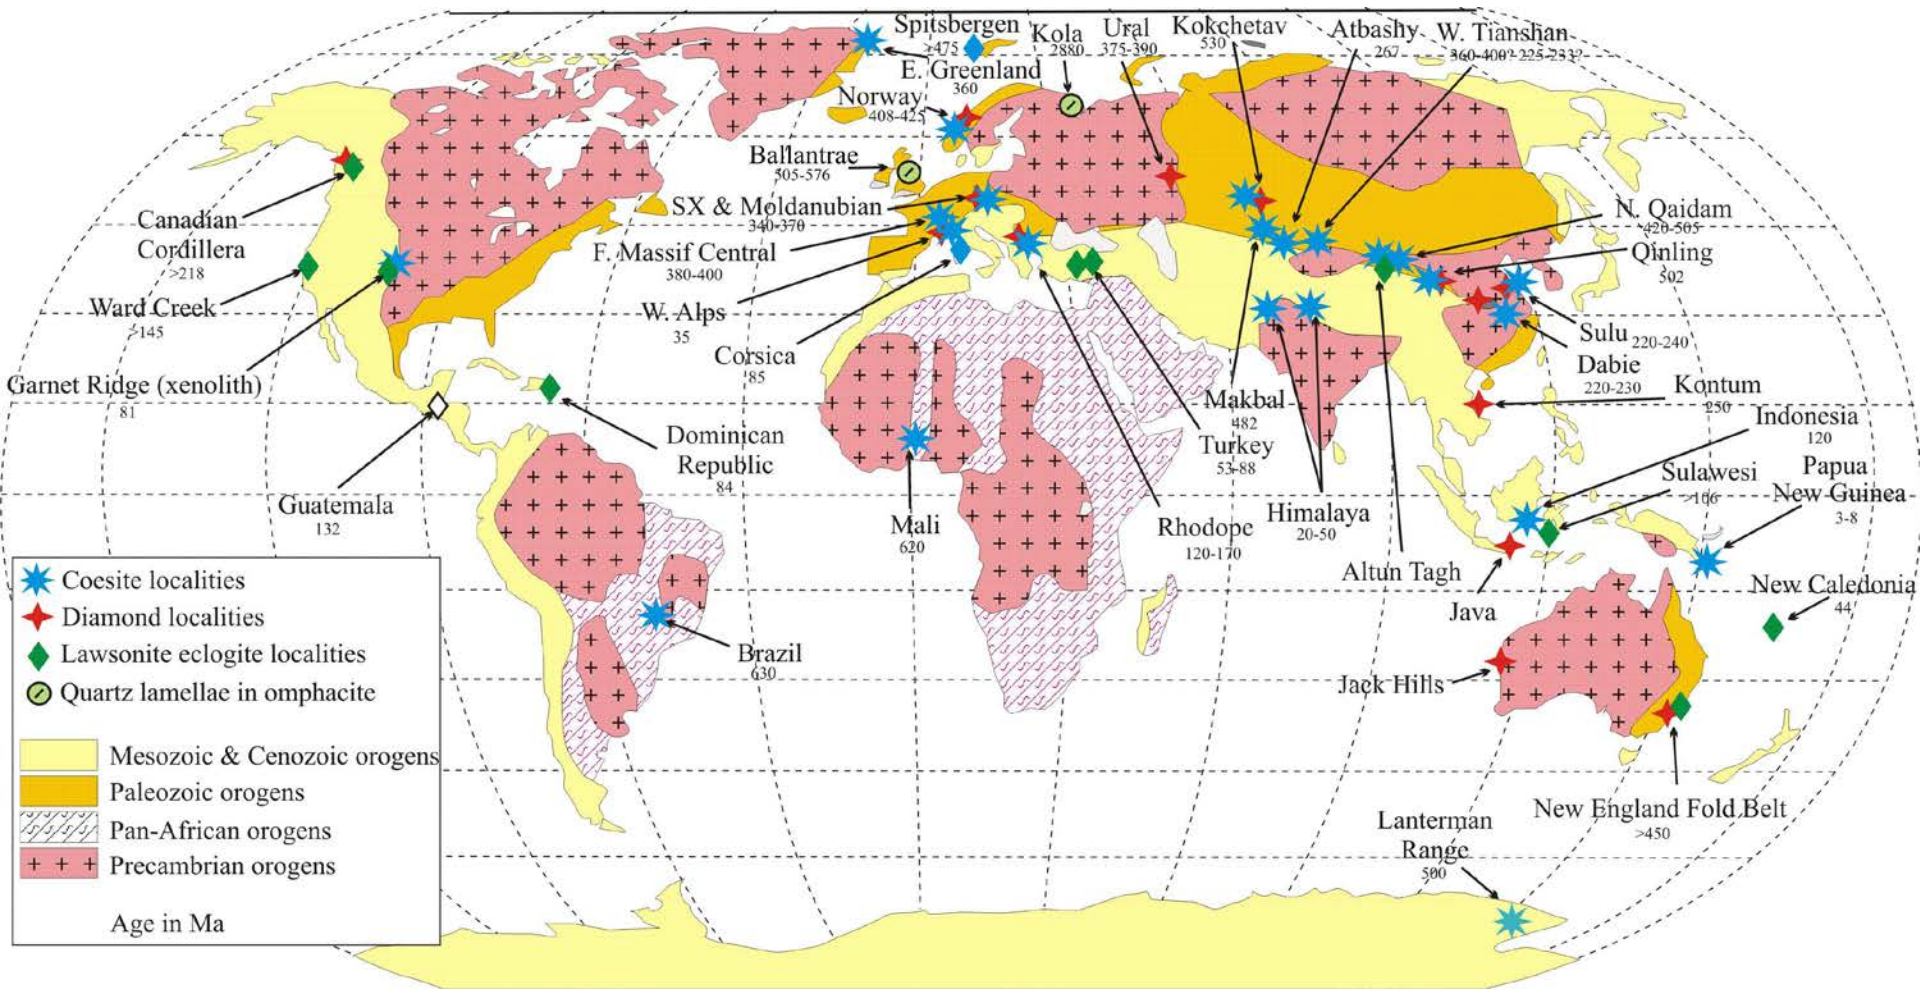 Spitsbergen
>475
Kola
2880
Ural
375-390
Kokchetav
530
Atbashy
267
W. Tianshan
360-400? 225-233?
E. Greenland
360
Norway
408-425
Ballantrae
505-576
SX & Moldanubian
340-370
F. Massif Central
380-400
W. Alps
35
Corsica
85
Canadian
Cordillera
>218
Ward Creek
>145
Garnet Ridge (xenolith)
81
Guatemala
132
Dominican
Republic
84
Mali
620
Brazil
630
N. Qaidam
420-505
Qinling
502
Sulu 220-240
Dabie
220-230
Kontum
250
Indonesia
120
Sulawesi
>106
Papua
New Guinea
3-8
Makbal
482
Turkey
53-88
Himalaya
20-50
Rhodope
120-170
Altun Tagh
Java
New Caledonia
44
Jack Hills
New England Fold Belt
>450
Lanterman
Range
500
Coesite localities
Diamond localities
Lawsonite eclogite localities
Quartz lamellae in omphacite
Mesozoic & Cenozoic orogens
Paleozoic orogens
Pan-African orogens
Precambrian orogens
Age in Ma